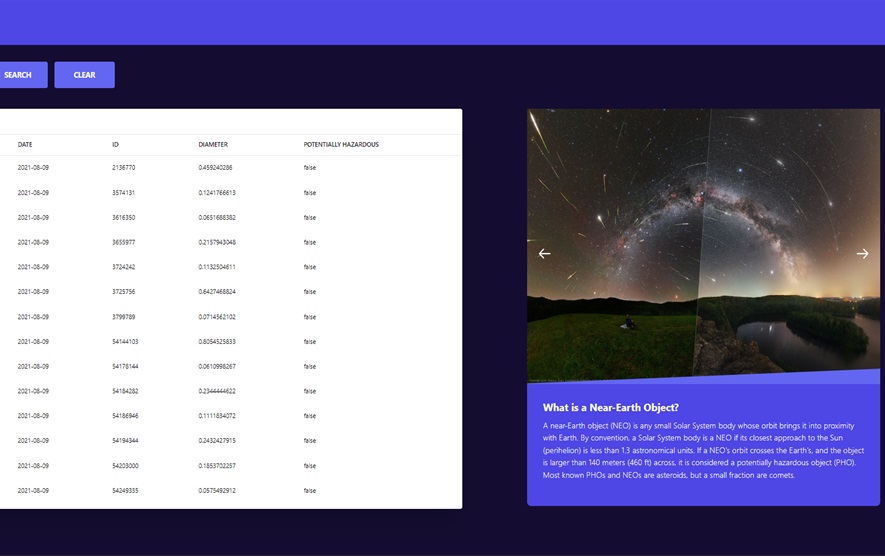 SEARCH CLEAR
DATE ID DIAMETER POTENTIALLY HAZARDOUS
2021-08-09 2136770 0.459240286 false
2021-08-09 3574131 0.1241766613 false
2021-08-09 3616350 0.0651688382 false
2021-08-09 3655977 0.2157943048 false
2021-08-09 3724242 0.1132504611 false
2021-08-09 3725756 0.6427468824 false
2021-08-09 3799789 0.0714562102 false
2021-08-09 54144103 0.8054525833 false
2021-08-09 54178144 0.0610998267 false
2021-08-09 54184282 0.2344444622 false
2021-08-09 54186946 0.1111834072 false
2021-08-09 54194344 0.2432427915 false
2021-08-09 54203000 0.1853702257 false
2021-08-09 54249335 0.0575492912 false
What is a Near-Earth Object?
A near-Earth object (NEO) is any small Solar System body whose orbit brings it into proximity
with Earth. By convention, a Solar System body is a NEO if its closest approach to the Sun
(perihelion) is less than 1.3 astronomical units. If a NEO's orbit crosses the Earth's, and the object
is larger than 140 meters (460 ft) across, it is considered a potentially hazardous object (PHO).
Most known PHOs and NEOs are asteroids, but a small fraction are comets.